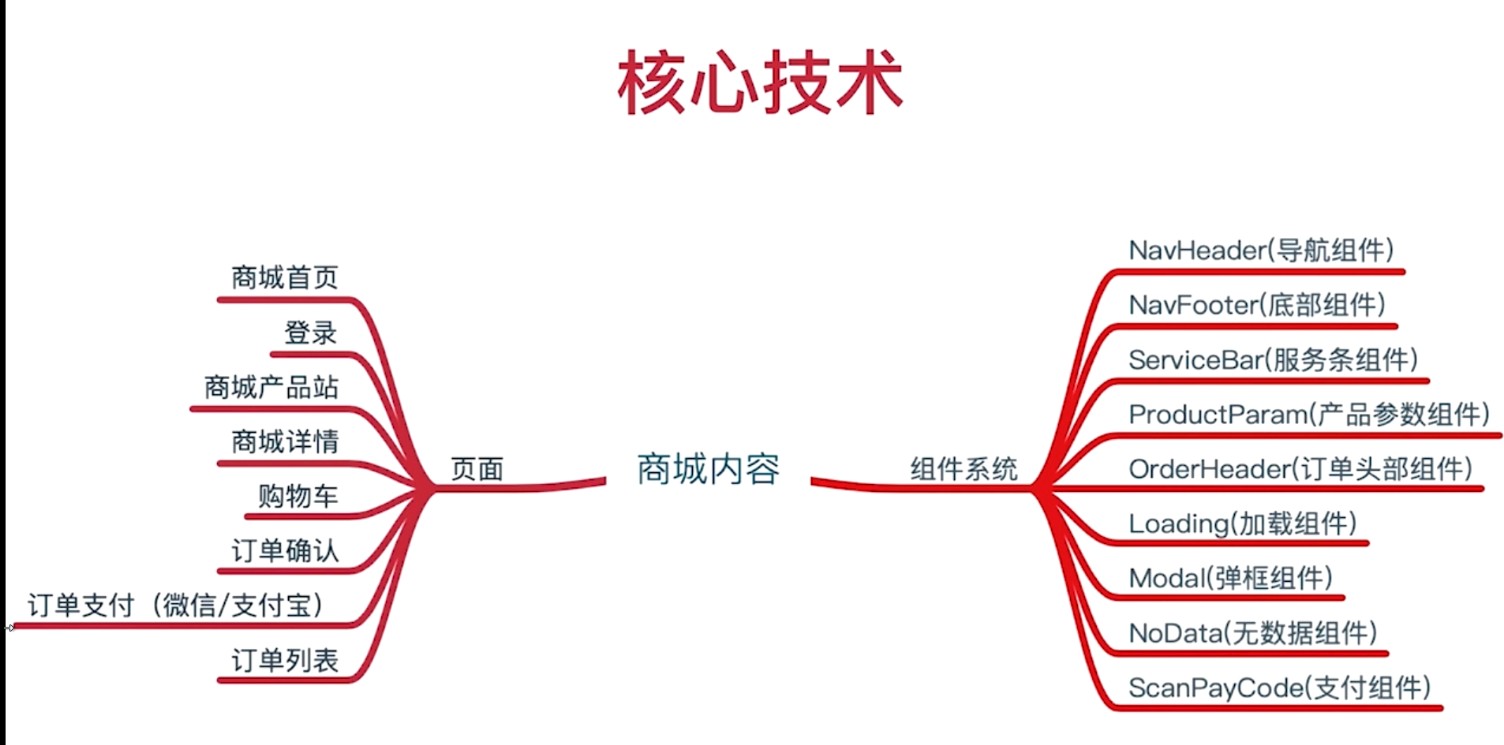 核心技术
商城首页
登录
商城产品站
商城详情
购物车
订单确认
订单支付（微信/支付宝）
订单列表
页面
商城内容
组件系统
NavHeader(导航组件)
NavFooter(底部组件)
ServiceBar(服务条组件)
ProductParam(产品参数组件)
OrderHeader(订单头部组件)
Loading(加载组件)
Modal(弹框组件)
NoData(无数据组件)
ScanPayCode(支付组件)